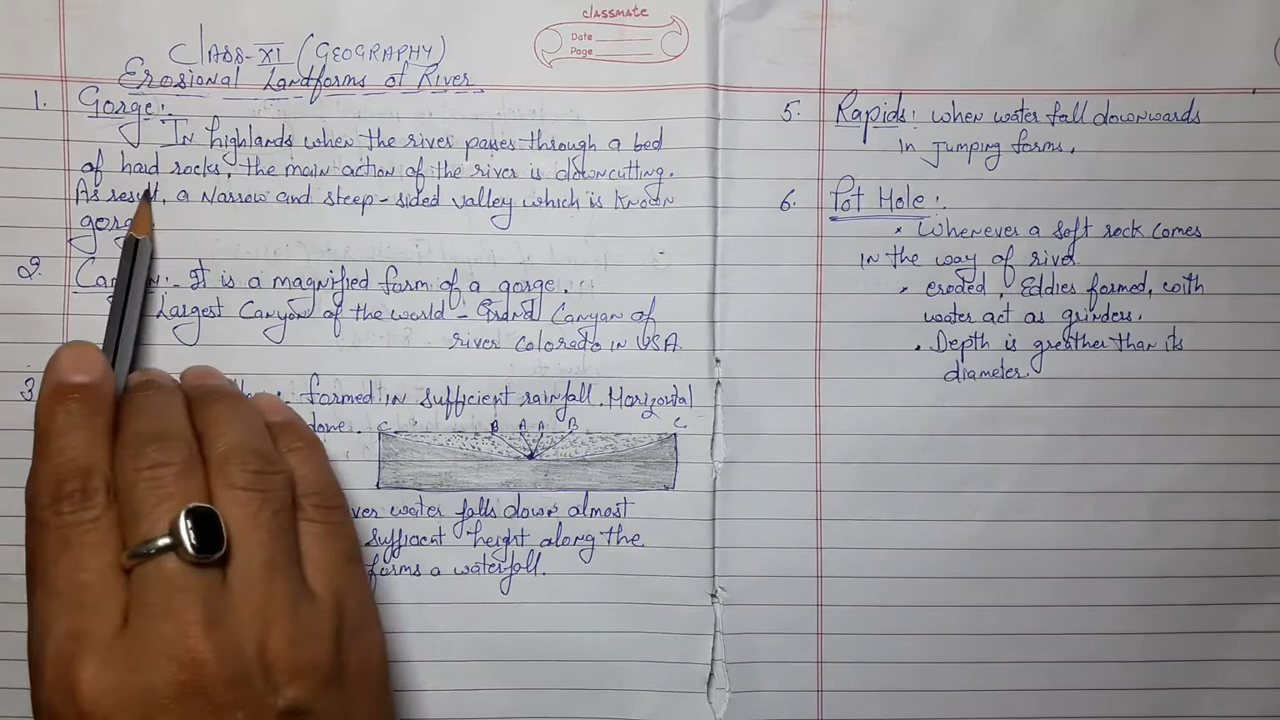 classmate
Date
Page
CLASS-XI (GEOGRAPHY)
Erosional Landforms of River
1. Gorge:
In highlands when the river passes through a bed
of hard rocks, the main action of the river is downcutting.
As result, a Narrow and steep-sided valley which is known
2. It is a magnified form of a gorge.
Largest Canyon of the world - Grand Canyan of
river colorado in USA.
3 formed in sufficient rainfall. Horizontal
done.
C B A A B C
water falls down almost
sufficent height along the
forms a waterfall.
5. Rapids: when water fall downwards
in Jumping forms.
6. Pot Hole:
* Whenever a soft rock comes
in the way of river
* eroded, Eddies formed, with
water act as grinders.
• Depth is greather than its
diameter